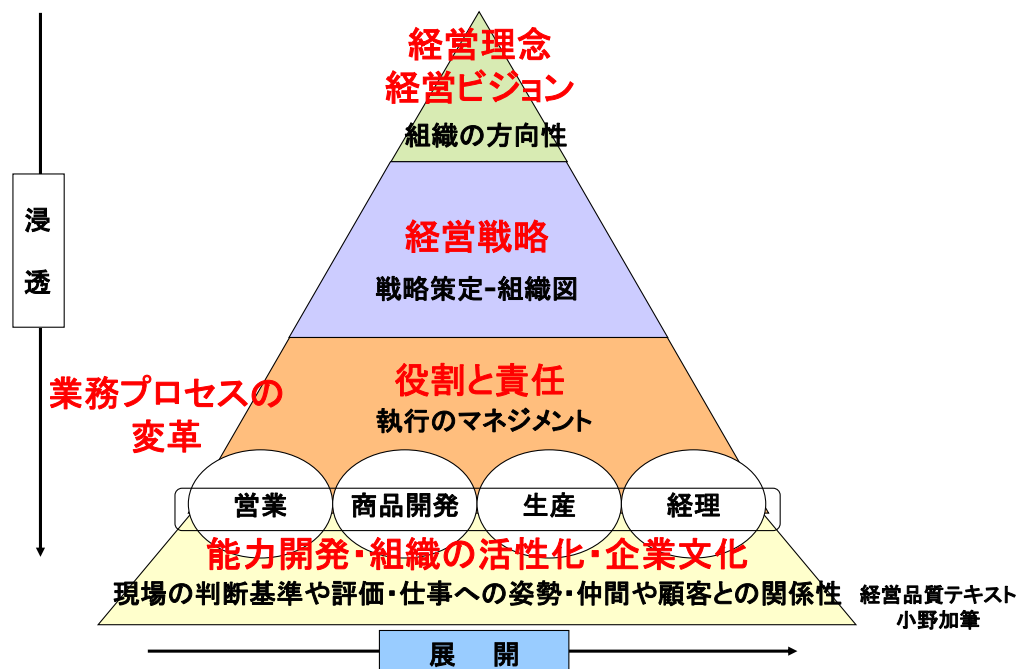 経営理念
経営ビジョン
組織の方向性
浸
透
経営戦略
戦略策定-組織図
業務プロセスの
変革
役割と責任
執行のマネジメント
営業
商品開発
生産
経理
能力開発・組織の活性化・企業文化
現場の判断基準や評価・仕事への姿勢・仲間や顧客との関係性
経営品質テキスト
小野加筆
展　開